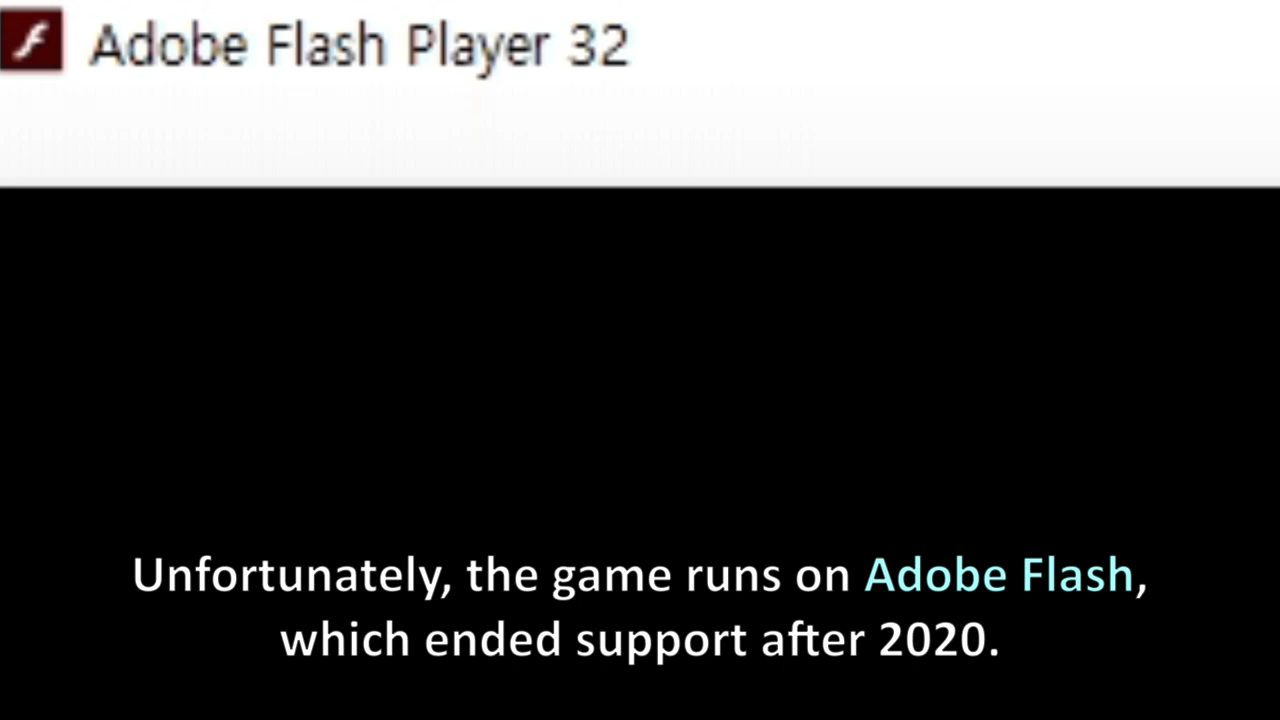 Adobe Flash Player 32
Unfortunately, the game runs on Adobe Flash,
which ended support after 2020.